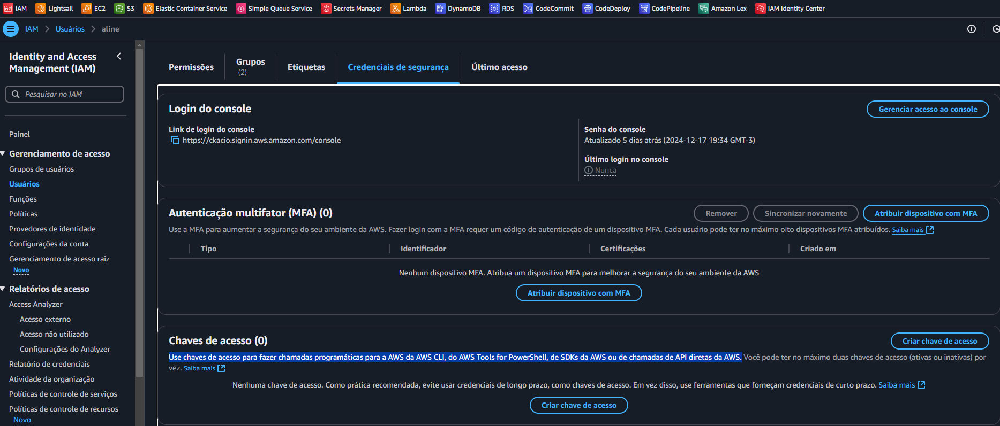 IAM Lightsail EC2 S3 Elastic Container Service Simple Queue Service Secrets Manager Lambda DynamoDB RDS CodeCommit CodeDeploy CodePipeline Amazon Lex IAM Identity Center
IAM > Usuários > aline
Identity and Access
Management (IAM)
Pesquisar no IAM
Painel
Gerenciamento de acesso
Grupos de usuários
Usuários
Funções
Políticas
Provedores de identidade
Configurações da conta
Gerenciamento de acesso raiz
Novo
Relatórios de acesso
Access Analyzer
Acesso externo
Acesso não utilizado
Configurações do Analyzer
Relatório de credenciais
Atividade da organização
Políticas de controle de serviços
Políticas de controle de recursos
Novo
Permissões
Grupos
(2)
Etiquetas
Credenciais de segurança
Último acesso
Login do console
Gerenciar acesso ao console
Link de login do console
https://ckacio.signin.aws.amazon.com/console
Senha do console
Atualizado 5 dias atrás (2024-12-17 19:34 GMT-3)
Último login no console
Nunca
Autenticação multifator (MFA) (0)
Remover
Sincronizar novamente
Atribuir dispositivo com MFA
Use a MFA para aumentar a segurança do seu ambiente da AWS. Fazer login com a MFA requer um código de autenticação de um dispositivo MFA. Cada usuário pode ter no máximo oito dispositivos MFA atribuídos. Saiba mais
Tipo Identificador Certificações Criado em
Nenhum dispositivo MFA. Atribua um dispositivo MFA para melhorar a segurança do seu ambiente da AWS
Atribuir dispositivo com MFA
Chaves de acesso (0)
Criar chave de acesso
Use chaves de acesso para fazer chamadas programáticas para a AWS da AWS CLI, do AWS Tools for PowerShell, de SDKs da AWS ou de chamadas de API diretas da AWS. Você pode ter no máximo duas chaves de acesso (ativas ou inativas) por
vez. Saiba mais
Nenhuma chave de acesso. Como prática recomendada, evite usar credenciais de longo prazo, como chaves de acesso. Em vez disso, use ferramentas que forneçam credenciais de curto prazo. Saiba mais
Criar chave de acesso